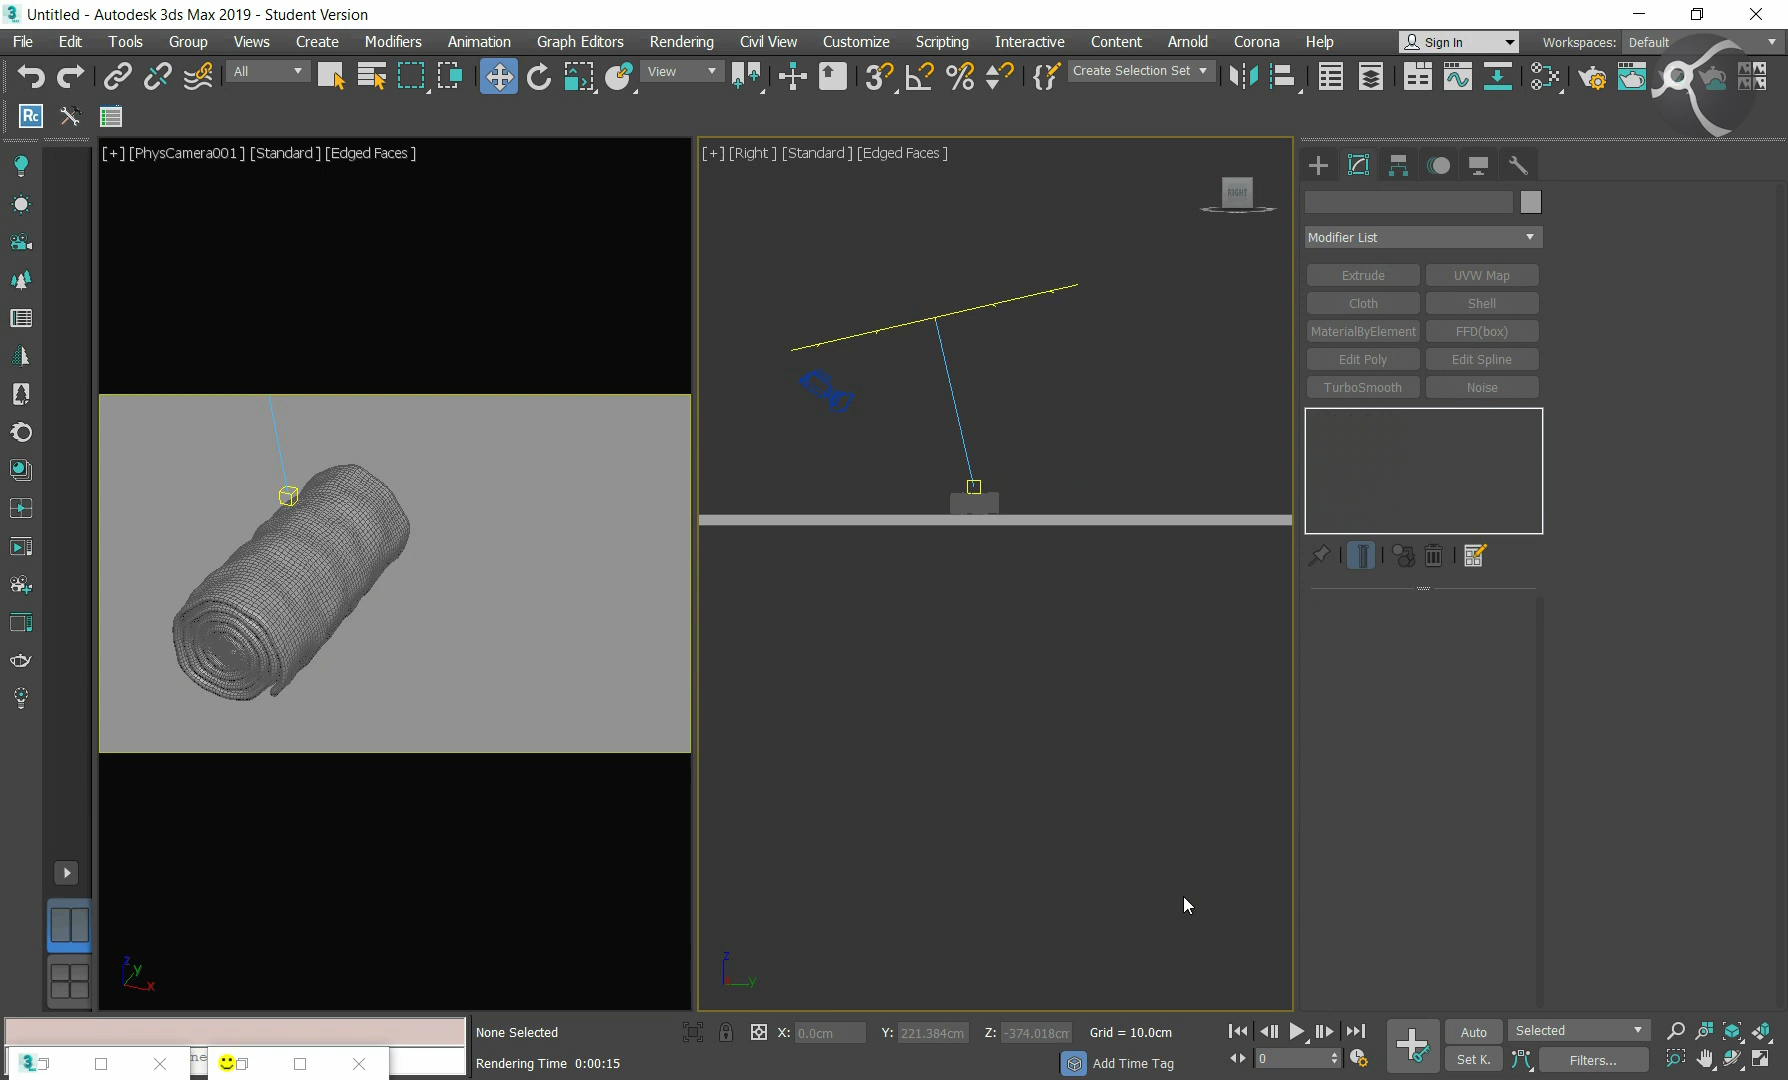 Untitled - Autodesk 3ds Max 2019 - Student Version
File Edit Tools Group Views Create Modifiers Animation Graph Editors Rendering Civil View Customize Scripting Interactive Content Arnold Corona Help Sign In Workspaces: Default
All View Create Selection Set
Rc
[+] [PhysCamera001] [Standard] [Edged Faces]
[+] [Right] [Standard] [Edged Faces]
RIGHT
Modifier List
Extrude UVW Map
Cloth Shell
MaterialByElement FFD(box)
Edit Poly Edit Spline
TurboSmooth Noise
z y x
z y
None Selected X: 0.0cm Y: 221.384cm Z: -374.018cm Grid = 10.0cm Auto Selected
Rendering Time 0:00:15 Add Time Tag 0 Set K. Filters...